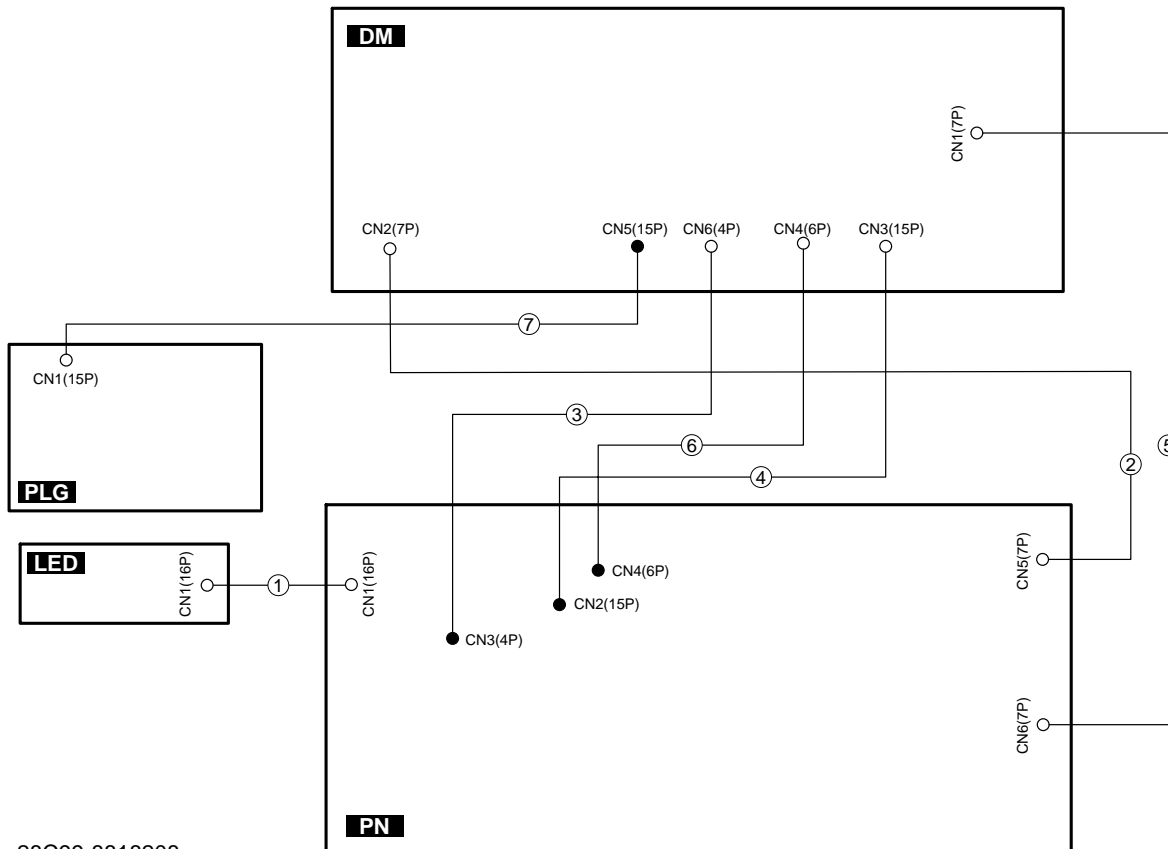 DM
CN1(7P)
CN2(7P)
CN5(15P)
CN6(4P)
CN4(6P)
CN3(15P)
7
CN1(15P)
3
6
5
2
4
PLG
LED
CN1(16P)
1
CN1(16P)
CN4(6P)
CN2(15P)
CN3(4P)
CN5(7P)
CN6(7P)
PN